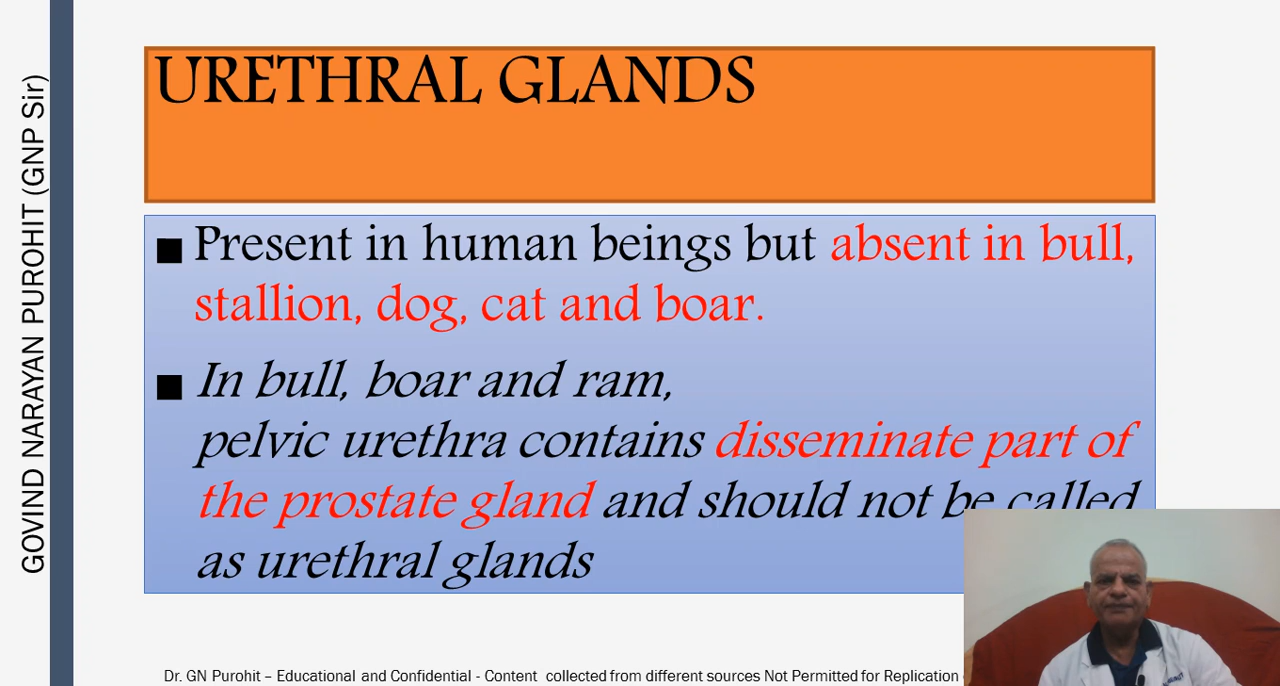 GOVIND NARAYAN PUROHIT (GNP Sir)
URETHRAL GLANDS
■ Present in human beings but absent in bull,
stallion, dog, cat and boar.
■ In bull, boar and ram,
pelvic urethra contains disseminate part of
the prostate gland and should not be called
as urethral glands
Dr. GN Purohit – Educational and Confidential - Content collected from different sources Not Permitted for Replication